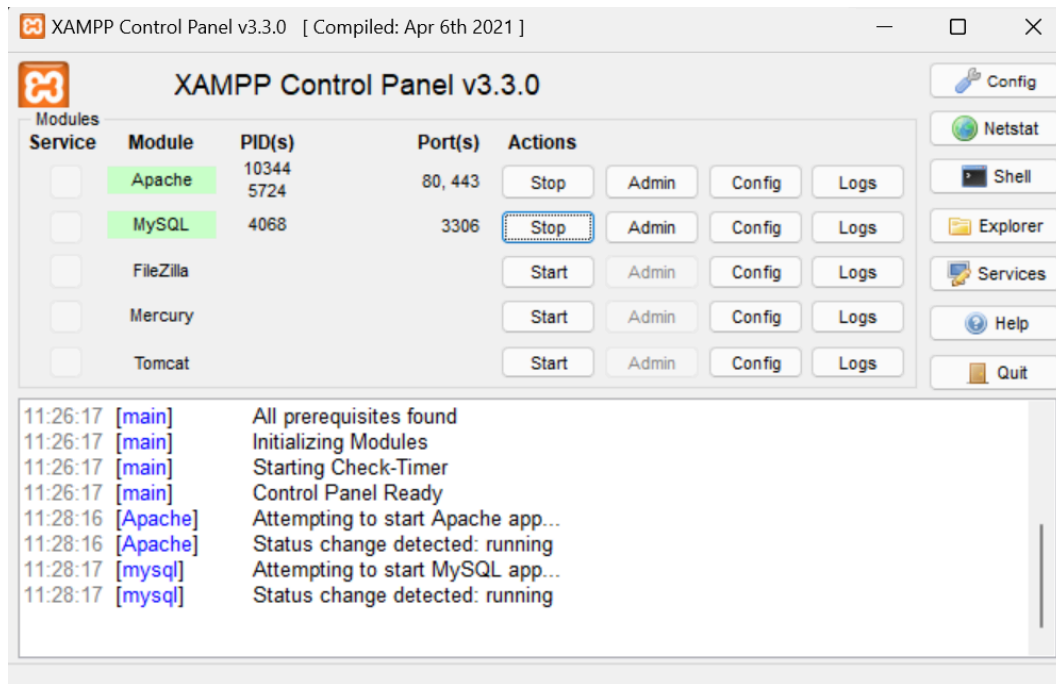 XAMPP Control Panel v3.3.0 [ Compiled: Apr 6th 2021 ]
XAMPP Control Panel v3.3.0
Config
Modules
Service Module PID(s) Port(s) Actions
Netstat
Apache 10344 5724 80, 443 Stop Admin Config Logs
Shell
MySQL 4068 3306 Stop Admin Config Logs
Explorer
FileZilla Start Admin Config Logs
Services
Mercury Start Admin Config Logs
Help
Tomcat Start Admin Config Logs
Quit
11:26:17 [main] All prerequisites found
11:26:17 [main] Initializing Modules
11:26:17 [main] Starting Check-Timer
11:26:17 [main] Control Panel Ready
11:28:16 [Apache] Attempting to start Apache app...
11:28:16 [Apache] Status change detected: running
11:28:17 [mysql] Attempting to start MySQL app...
11:28:17 [mysql] Status change detected: running